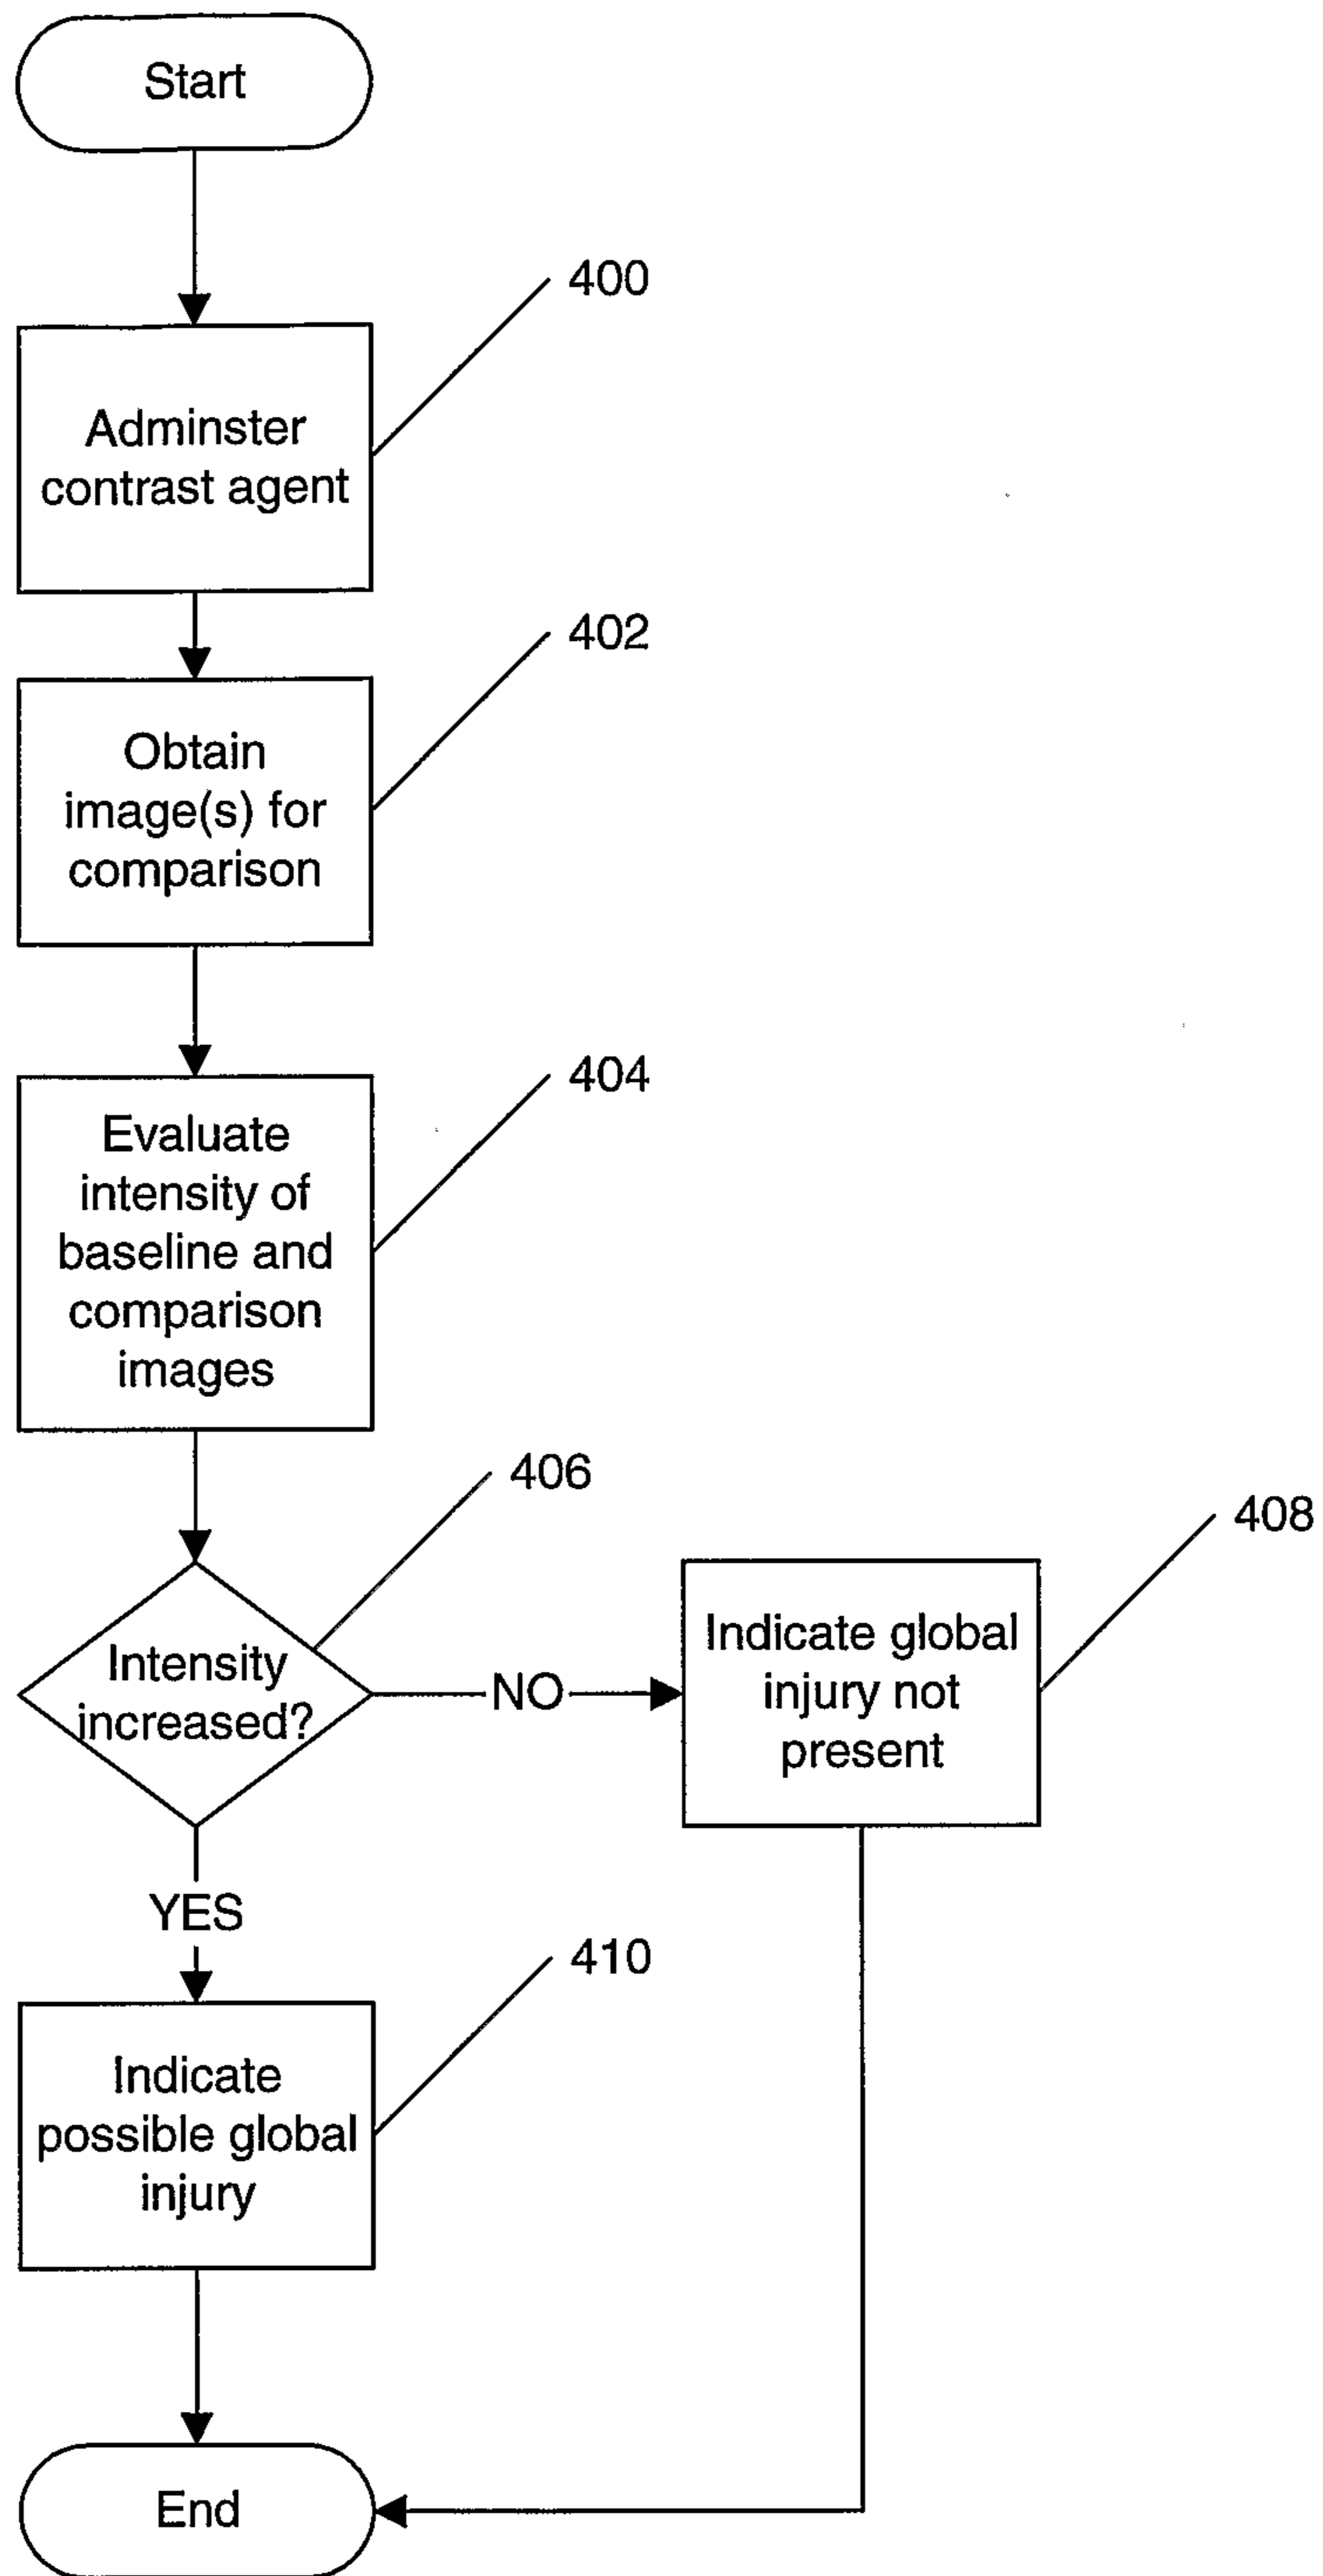 Start
400
Adminster
contrast agent
402
Obtain
image(s) for
comparison
404
Evaluate
intensity of
baseline and
comparison
images
406
408
Intensity
increased?
NO
Indicate global
injury not
present
YES
410
Indicate
possible global
injury
End